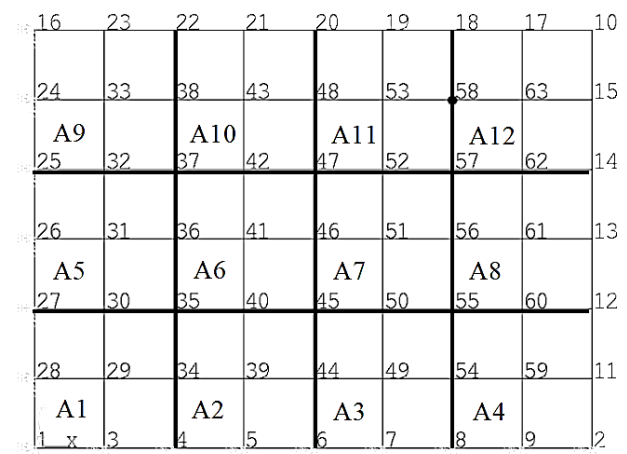 16 23 22 21 20 19 18 17 10
24 33 38 43 48 53 58 63 15
A9 A10 A11 A12
25 32 37 42 47 52 57 62 14
26 31 36 41 46 51 56 61 13
A5 A6 A7 A8
27 30 35 40 45 50 55 60 12
28 29 34 39 44 49 54 59 11
A1 A2 A3 A4
1 x 3 4 5 6 7 8 9 2